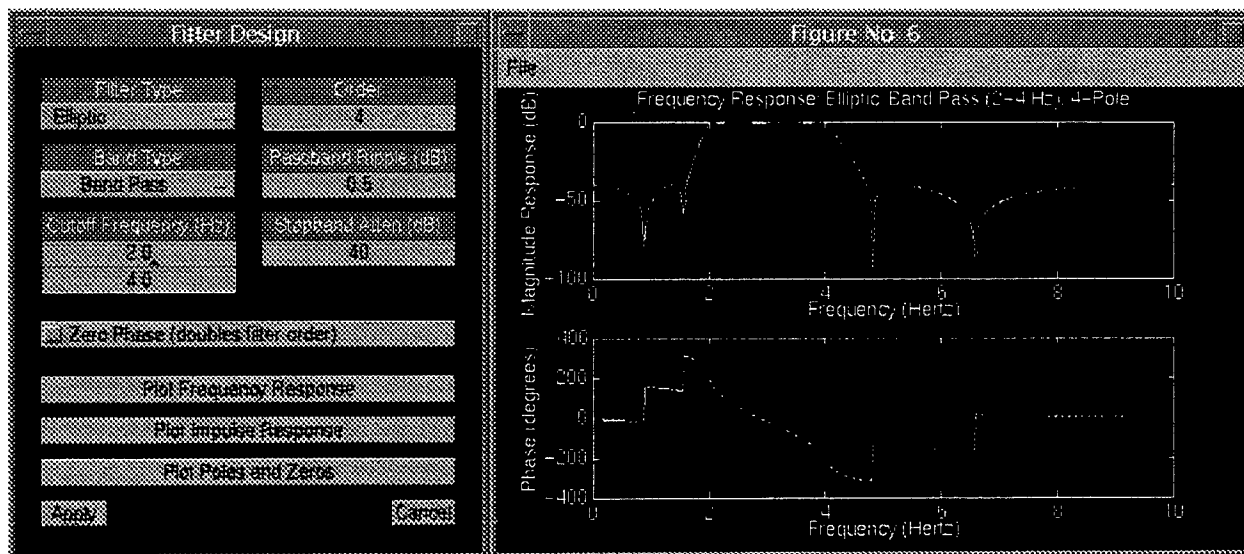 Filter Design
Filter Type
Order
Elliptic
4
Band Type
Passband Ripple (dB)
Band Pass
0.5
Cutoff Frequency (Hz)
Stopband Atten (dB)
2.0
40
4.0
Zero Phase (doubles filter order)
Plot Frequency Response
Plot Impulse Response
Plot Poles and Zeros
Apply
Cancel
Figure No. 6
File
Frequency Response: Elliptic Band Pass (2-4 Hz), 4-Pole
Magnitude Response (dB)
0
-50
-100
0 2 4 6 8 10
Frequency (Hertz)
Phase (degrees)
400
200
0
-200
-400
0 2 4 6 8 10
Frequency (Hertz)